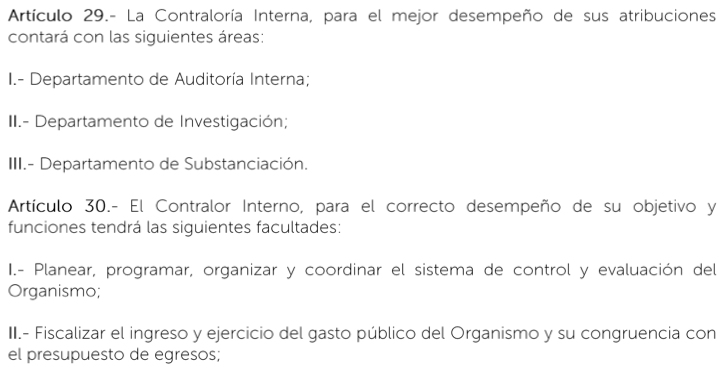 Artículo 29.- La Contraloría Interna, para el mejor desempeño de sus atribuciones
contará con las siguientes áreas:
I.- Departamento de Auditoría Interna;
II.- Departamento de Investigación;
III.- Departamento de Substanciación.
Artículo 30.- El Contralor Interno, para el correcto desempeño de su objetivo y
funciones tendrá las siguientes facultades:
I.- Planear, programar, organizar y coordinar el sistema de control y evaluación del
Organismo;
II.- Fiscalizar el ingreso y ejercicio del gasto público del Organismo y su congruencia con
el presupuesto de egresos;